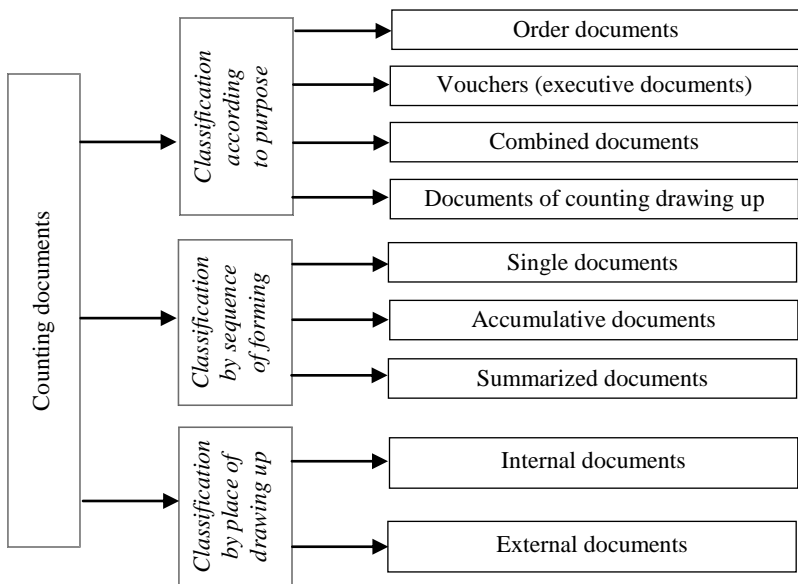 Counting documents
Classification
according
to purpose
Order documents
Vouchers (executive documents)
Combined documents
Documents of counting drawing up
Classification
by sequence
of forming
Single documents
Accumulative documents
Summarized documents
Classification
by place of
drawing up
Internal documents
External documents